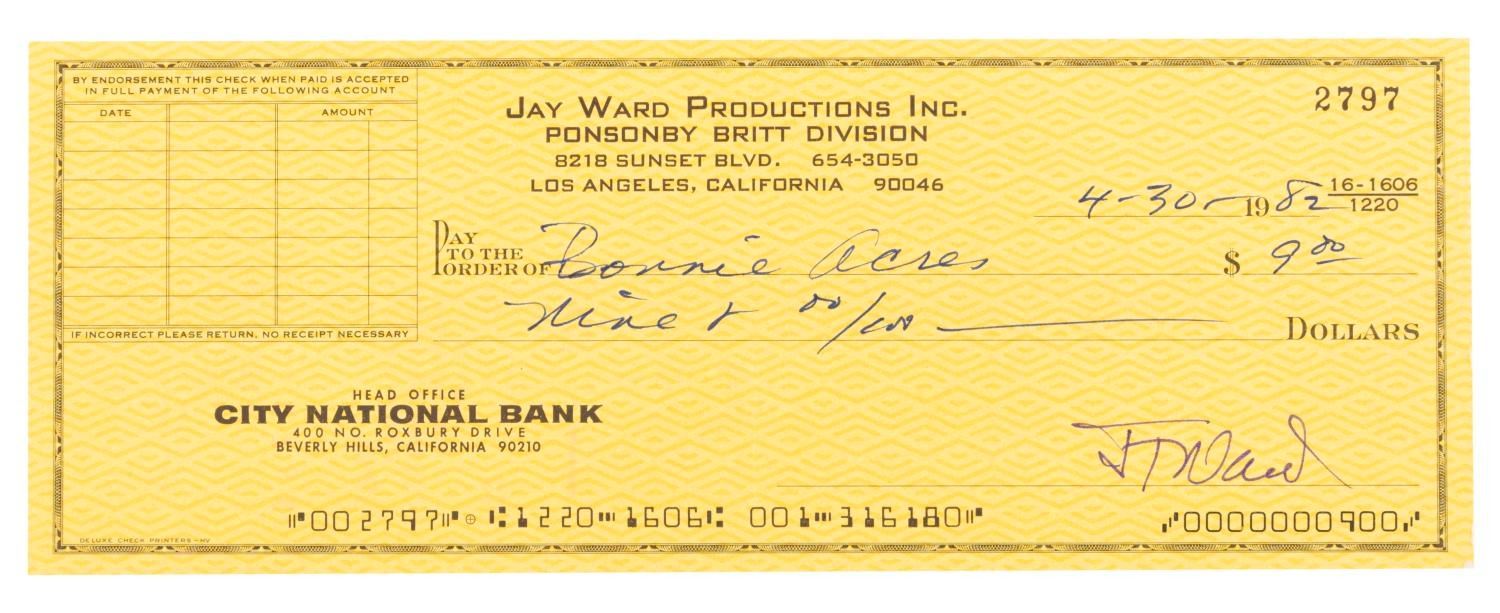 BY ENDORSEMENT THIS CHECK WHEN PAID IS ACCEPTED
IN FULL PAYMENT OF THE FOLLOWING ACCOUNT
DATE AMOUNT
IF INCORRECT PLEASE RETURN, NO RECEIPT NECESSARY
JAY WARD PRODUCTIONS INC.
PONSONBY BRITT DIVISION
8218 SUNSET BLVD. 654-3050
LOS ANGELES, CALIFORNIA 90046
2797
4-30- 1982
16-1606
1220
PAY TO THE ORDER OF Bonnie Acres $ 9 00
Nine & 00/100 DOLLARS
HEAD OFFICE
CITY NATIONAL BANK
400 NO. ROXBURY DRIVE
BEVERLY HILLS, CALIFORNIA 90210
J T Ward
⑈002797⑈ ⑆1220⑉1606⑆ 001⑉316180⑈ ⑇0000000900⑇
DELUXE CHECK PRINTERS-HV